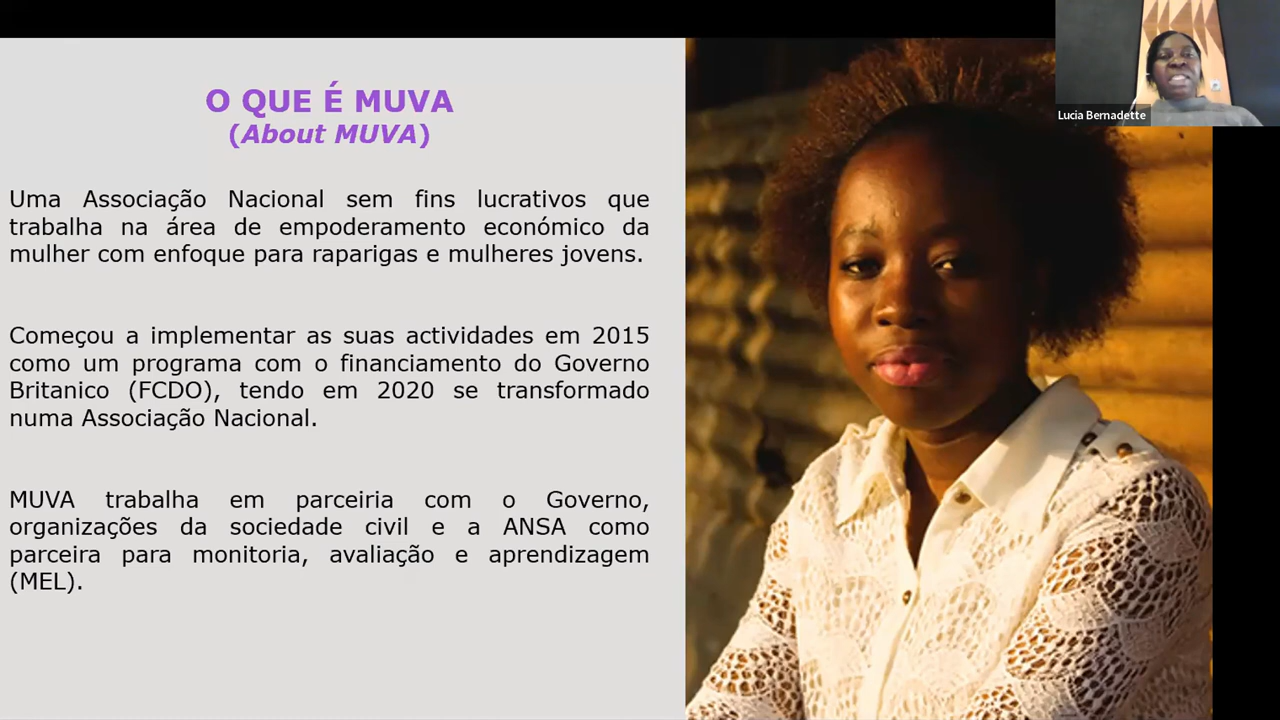 O QUE É MUVA
(About MUVA)
Uma Associação Nacional sem fins lucrativos que
trabalha na área de empoderamento económico da
mulher com enfoque para raparigas e mulheres jovens.
Começou a implementar as suas actividades em 2015
como um programa com o financiamento do Governo
Britanico (FCDO), tendo em 2020 se transformado
numa Associação Nacional.
MUVA trabalha em parceiria com o Governo,
organizações da sociedade civil e a ANSA como
parceira para monitoria, avaliação e aprendizagem
(MEL).
Lucia Bernadette